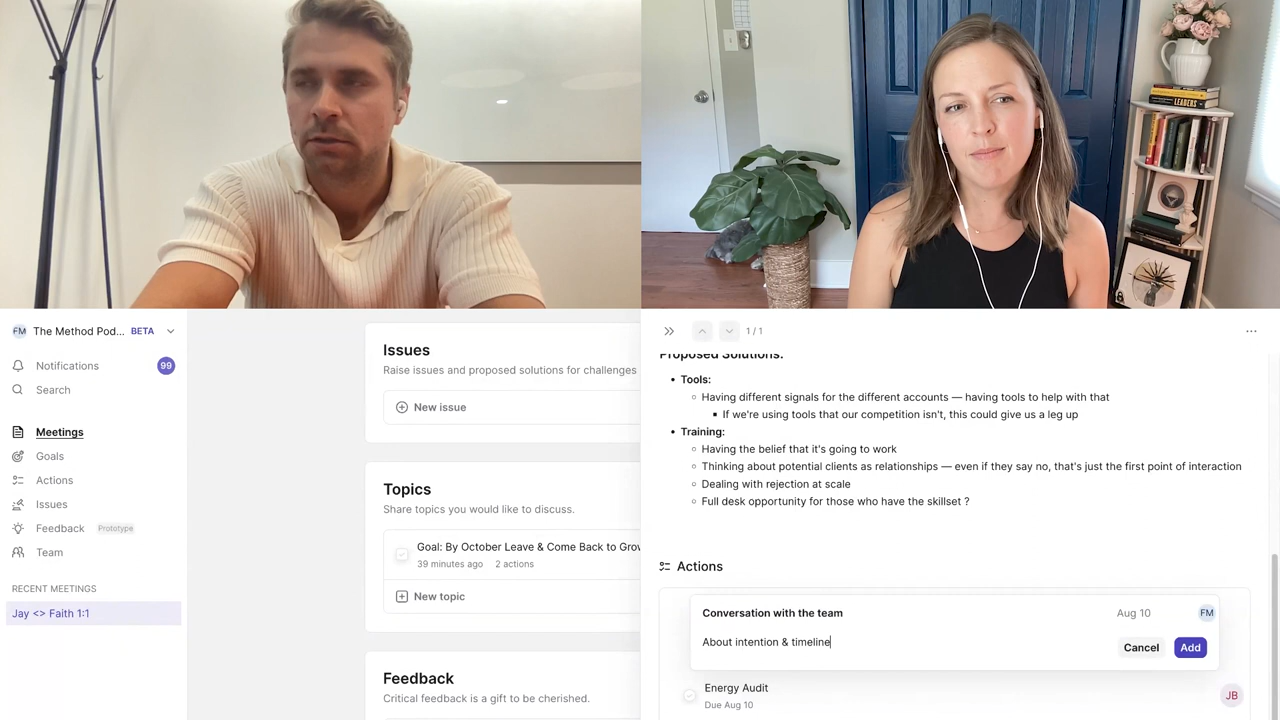 LEADERS
FM The Method Pod... BETA
Notifications 99
Search
Meetings
Goals
Actions
Issues
Feedback Prototype
Team
RECENT MEETINGS
Jay <> Faith 1:1
Issues
Raise issues and proposed solutions for challenges
New issue
Topics
Share topics you would like to discuss.
Goal: By October Leave & Come Back to Grow
39 minutes ago 2 actions
New topic
Feedback
Critical feedback is a gift to be cherished.
1 / 1
Proposed Solutions:
• Tools:
○ Having different signals for the different accounts — having tools to help with that
▪ If we're using tools that our competition isn't, this could give us a leg up
• Training:
○ Having the belief that it's going to work
○ Thinking about potential clients as relationships — even if they say no, that's just the first point of interaction
○ Dealing with rejection at scale
○ Full desk opportunity for those who have the skillset ?
Actions
Conversation with the team Aug 10 FM
About intention & timeline
Cancel Add
Energy Audit
Due Aug 10
JB